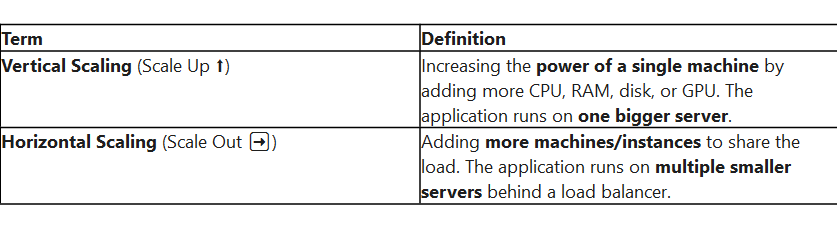 Term
Definition
Vertical Scaling (Scale Up ⬆)
Increasing the power of a single machine by
adding more CPU, RAM, disk, or GPU. The
application runs on one bigger server.
Horizontal Scaling (Scale Out ➡)
Adding more machines/instances to share the
load. The application runs on multiple smaller
servers behind a load balancer.